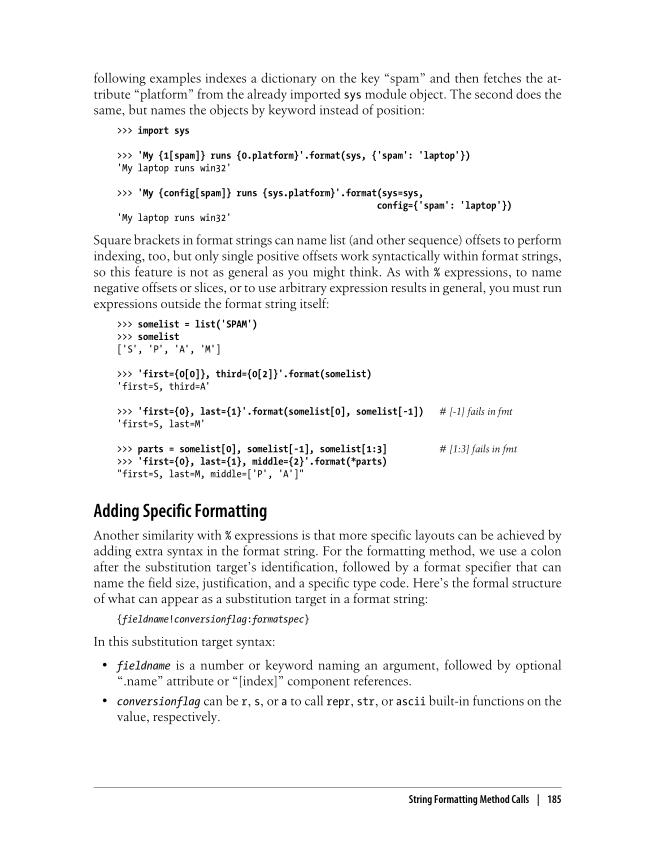 following examples indexes a dictionary on the key “spam” and then fetches the at-
tribute “platform” from the already imported sys module object. The second does the
same, but names the objects by keyword instead of position:
>>> import sys
>>> 'My {1[spam]} runs {0.platform}'.format(sys, {'spam': 'laptop'})
'My laptop runs win32'
>>> 'My {config[spam]} runs {sys.platform}'.format(sys=sys,
config={'spam': 'laptop'})
'My laptop runs win32'
Square brackets in format strings can name list (and other sequence) offsets to perform
indexing, too, but only single positive offsets work syntactically within format strings,
so this feature is not as general as you might think. As with % expressions, to name
negative offsets or slices, or to use arbitrary expression results in general, you must run
expressions outside the format string itself:
>>> somelist = list('SPAM')
>>> somelist
['S', 'P', 'A', 'M']
>>> 'first={0[0]}, third={0[2]}'.format(somelist)
'first=S, third=A'
>>> 'first={0}, last={1}'.format(somelist[0], somelist[-1]) # [-1] fails in fmt
'first=S, last=M'
>>> parts = somelist[0], somelist[-1], somelist[1:3] # [1:3] fails in fmt
>>> 'first={0}, last={1}, middle={2}'.format(*parts)
"first=S, last=M, middle=['P', 'A']"
Adding Specific Formatting
Another similarity with % expressions is that more specific layouts can be achieved by
adding extra syntax in the format string. For the formatting method, we use a colon
after the substitution target’s identification, followed by a format specifier that can
name the field size, justification, and a specific type code. Here’s the formal structure
of what can appear as a substitution target in a format string:
{fieldname!conversionflag:formatspec}
In this substitution target syntax:
• fieldname is a number or keyword naming an argument, followed by optional
“.name” attribute or “[index]” component references.
• conversionflag can be r, s, or a to call repr, str, or ascii built-in functions on the
value, respectively.
String Formatting Method Calls | 185